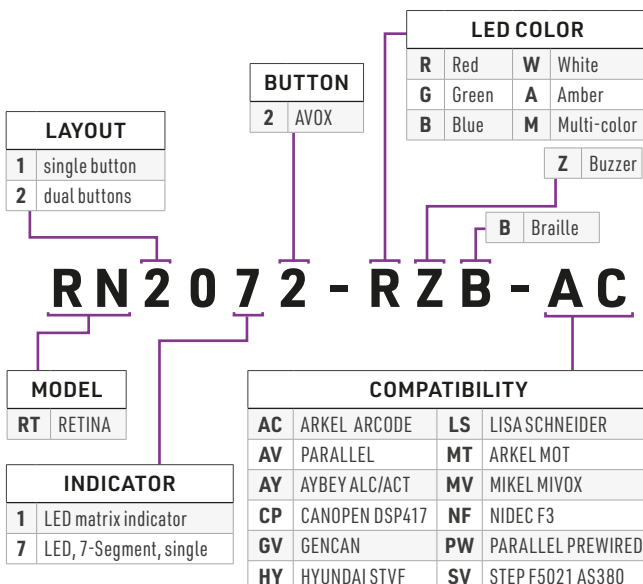 LED COLOR
R Red W White
G Green A Amber
B Blue M Multi-color
BUTTON
2 AVOX
LAYOUT
1 single button
2 dual buttons
Z Buzzer
B Braille
RN2072-RZB-AC
MODEL
RT RETINA
INDICATOR
1 LED matrix indicator
7 LED, 7-Segment, single
COMPATIBILITY
AC ARKEL ARCODE LS LISA SCHNEIDER
AV PARALLEL MT ARKEL MOT
AY AYBEY ALC/ACT MV MIKEL MIVOX
CP CANOPEN DSP417 NF NIDEC F3
GV GENCAN PW PARALLEL PREWIRED
HY HYUNDAI STVF SV STEP F5021 AS380